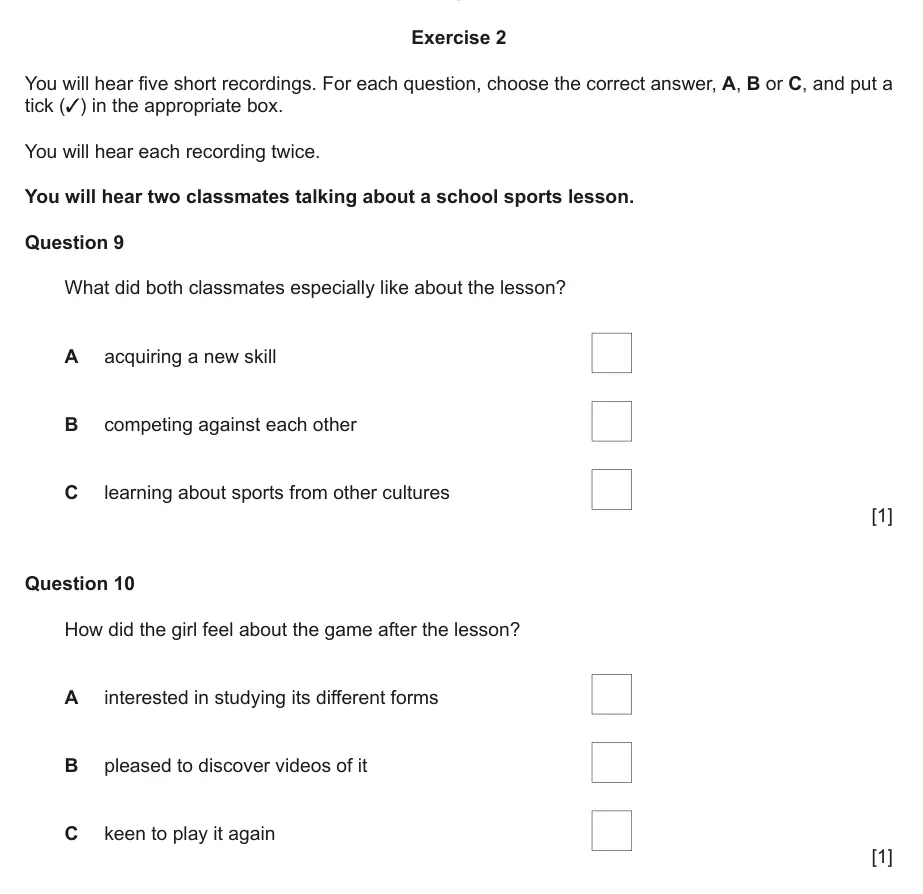 Exercise 2
You will hear five short recordings. For each question, choose the correct answer, A, B or C, and put a
tick (✓) in the appropriate box.
You will hear each recording twice.
You will hear two classmates talking about a school sports lesson.
Question 9
What did both classmates especially like about the lesson?
A acquiring a new skill
B competing against each other
C learning about sports from other cultures
[1]
Question 10
How did the girl feel about the game after the lesson?
A interested in studying its different forms
B pleased to discover videos of it
C keen to play it again
[1]